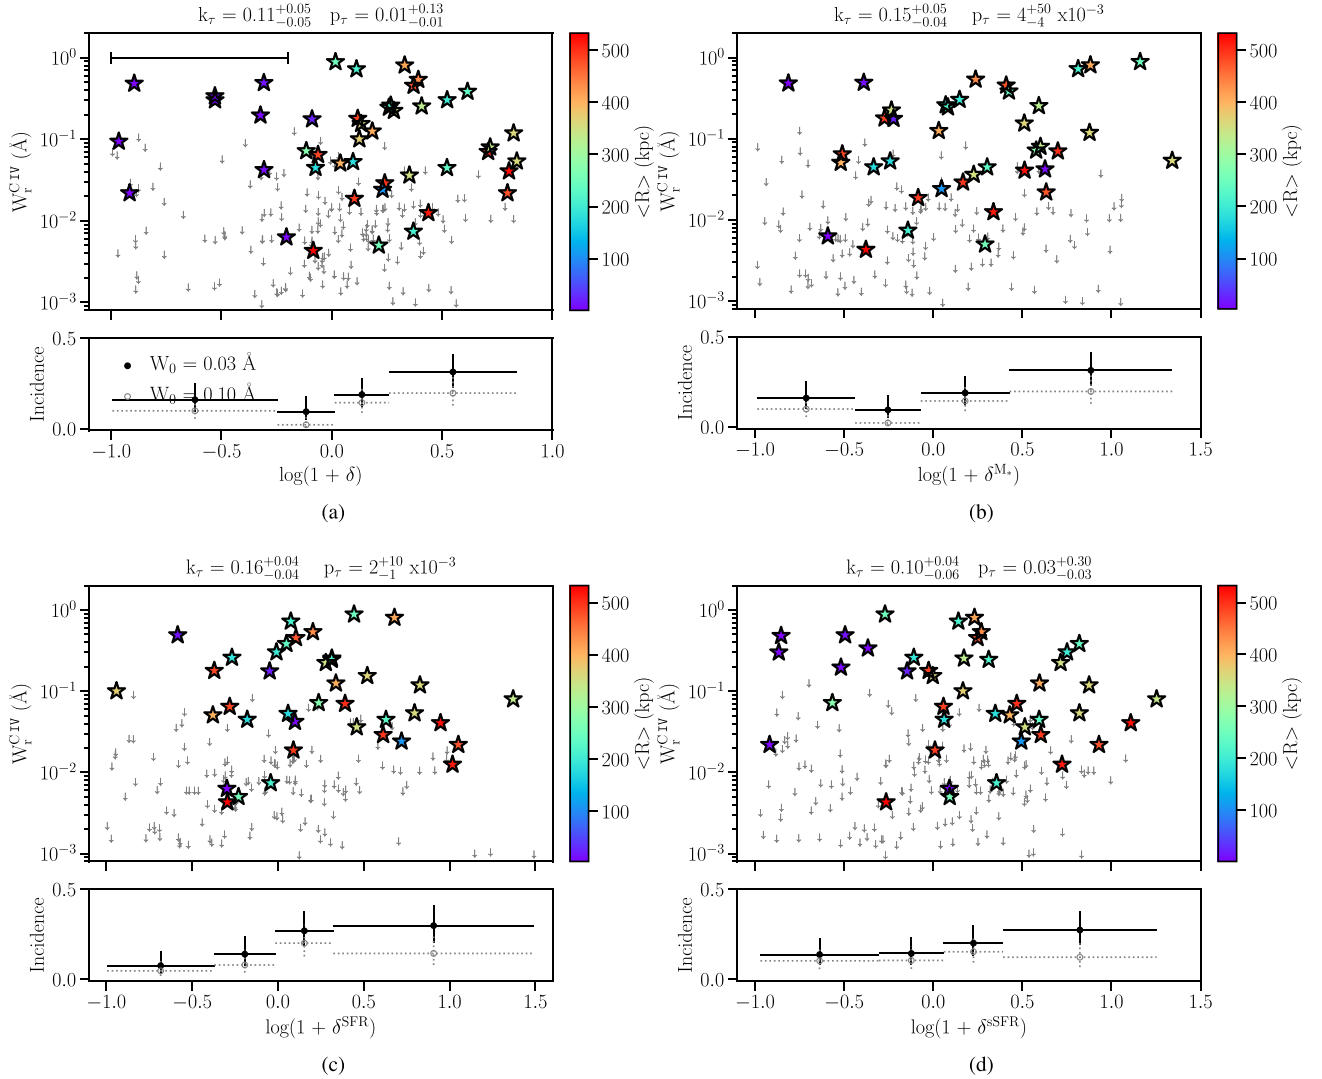 k_τ = 0.11^{+0.05}_{−0.05} p_τ = 0.01^{+0.13}_{−0.01}
W_r^{C IV} (Å)
10^0
10^{−1}
10^{−2}
10^{−3}
<R> (kpc)
500
400
300
200
100
Incidence
0.5
0.0
W_0 = 0.03 Å
W_0 = 0.10 Å
−1.0 −0.5 0.0 0.5 1.0
log(1 + δ)
(a)
k_τ = 0.15^{+0.05}_{−0.04} p_τ = 4^{+50}_{−4} x10^{−3}
W_r^{C IV} (Å)
10^0
10^{−1}
10^{−2}
10^{−3}
<R> (kpc)
500
400
300
200
100
Incidence
0.5
0.0
−1.0 −0.5 0.0 0.5 1.0 1.5
log(1 + δ^{M_*})
(b)
k_τ = 0.16^{+0.04}_{−0.04} p_τ = 2^{+10}_{−1} x10^{−3}
W_r^{C IV} (Å)
10^0
10^{−1}
10^{−2}
10^{−3}
<R> (kpc)
500
400
300
200
100
Incidence
0.5
0.0
−1.0 −0.5 0.0 0.5 1.0 1.5
log(1 + δ^{SFR})
(c)
k_τ = 0.10^{+0.04}_{−0.06} p_τ = 0.03^{+0.30}_{−0.03}
W_r^{C IV} (Å)
10^0
10^{−1}
10^{−2}
10^{−3}
<R> (kpc)
500
400
300
200
100
Incidence
0.5
0.0
−1.0 −0.5 0.0 0.5 1.0 1.5
log(1 + δ^{sSFR})
(d)